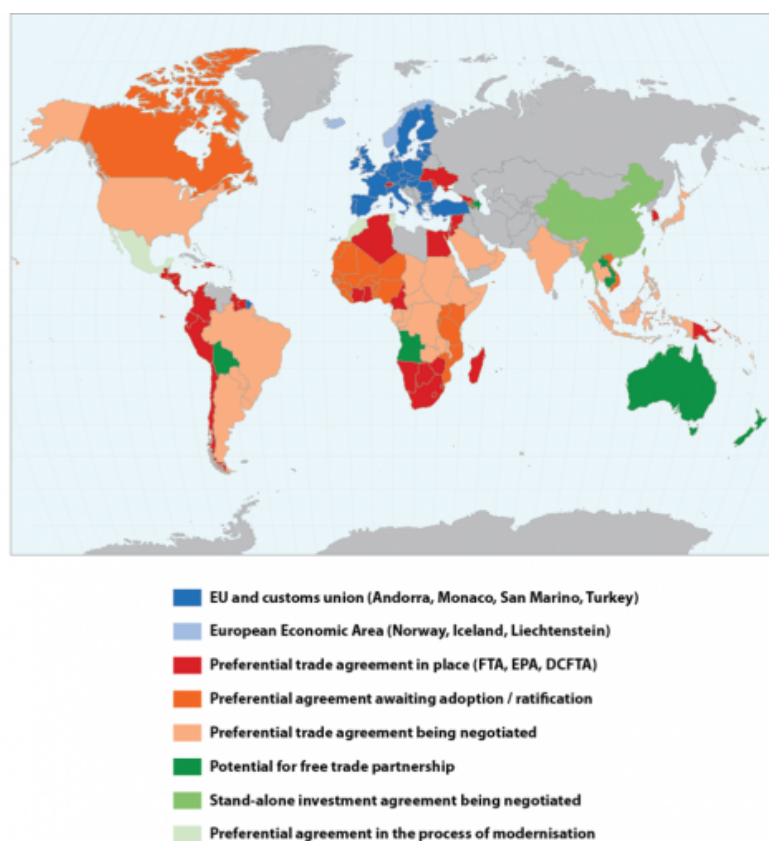 EU and customs union (Andorra, Monaco, San Marino, Turkey)
European Economic Area (Norway, Iceland, Liechtenstein)
Preferential trade agreement in place (FTA, EPA, DCFTA)
Preferential agreement awaiting adoption / ratification
Preferential trade agreement being negotiated
Potential for free trade partnership
Stand-alone investment agreement being negotiated
Preferential agreement in the process of modernisation